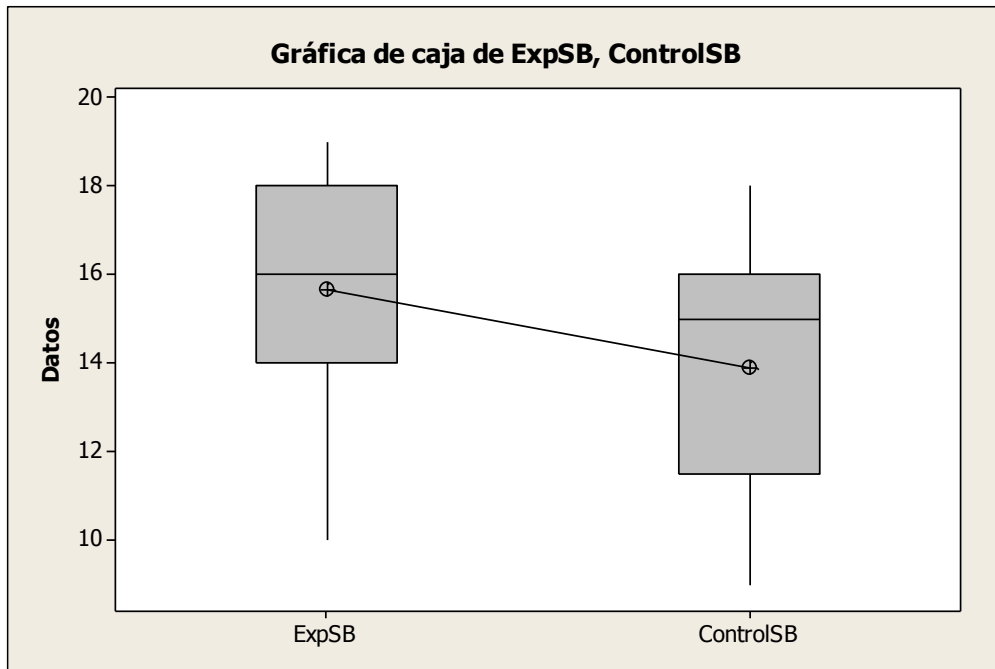 Gráfica de caja de ExpSB, ControlSB
20
18
16
14
12
10
Datos
ExpSB
ControlSB